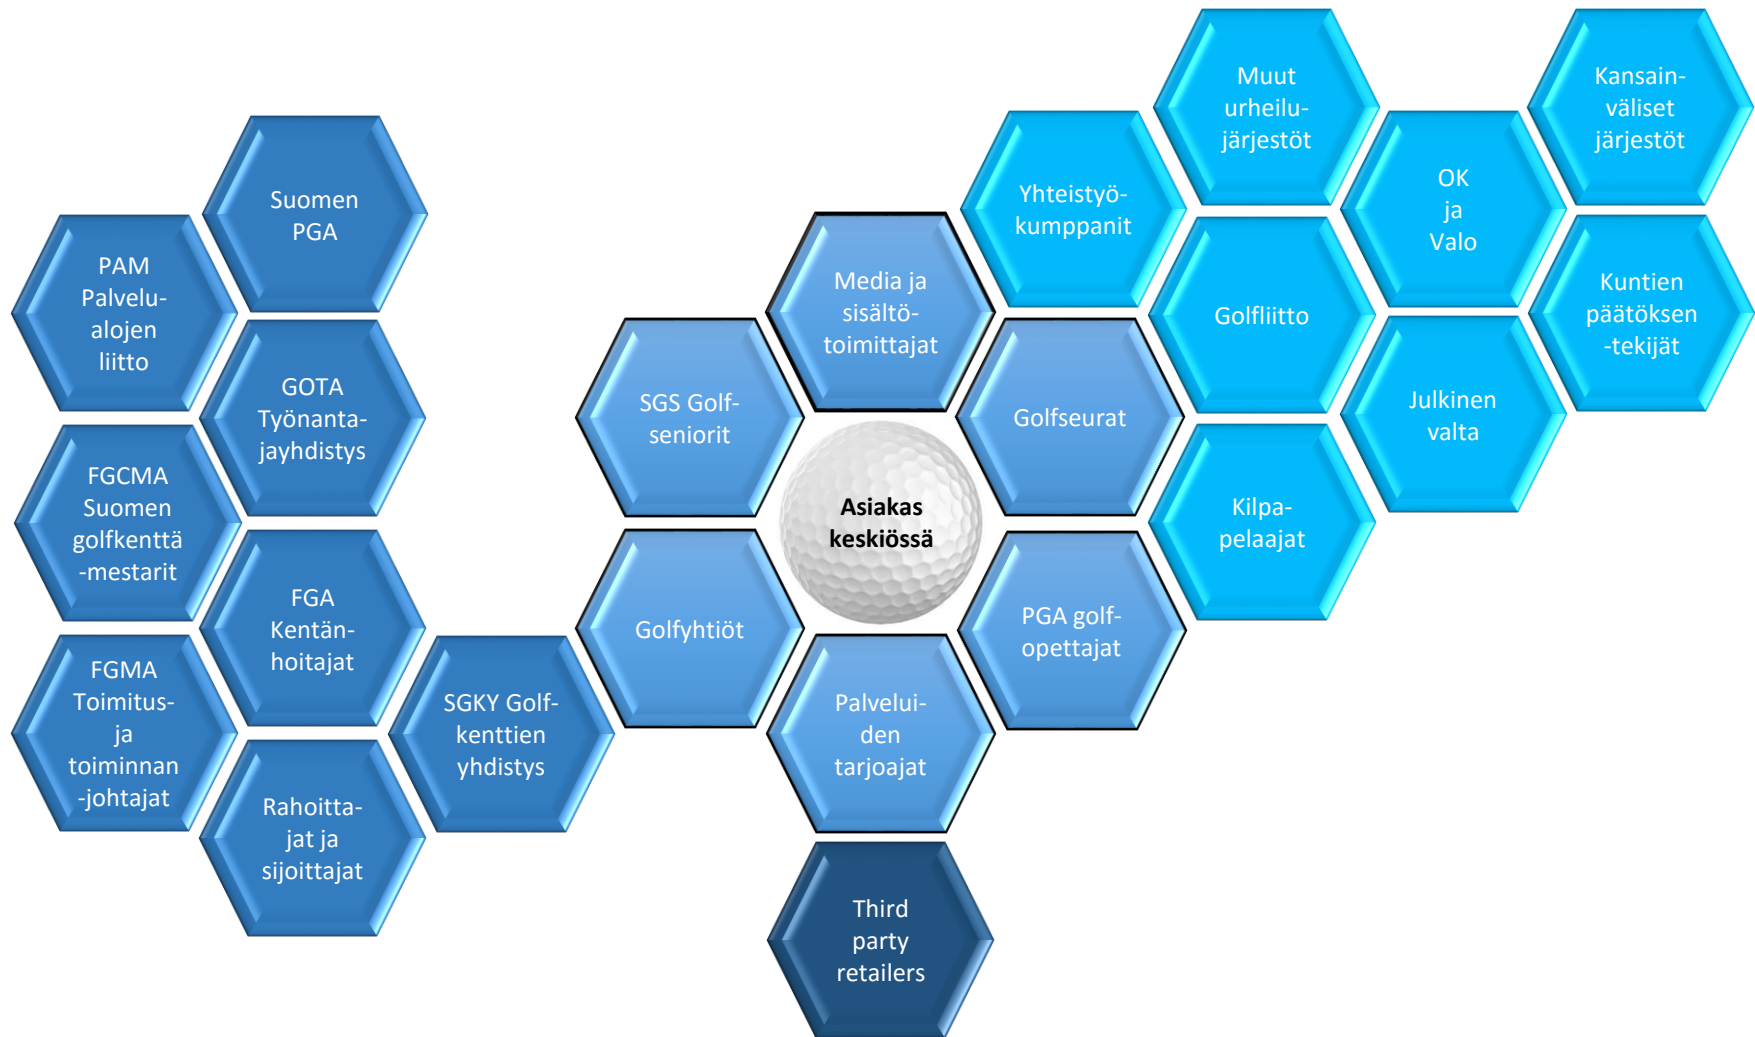 Suomen
PGA
PAM
Palvelu-
alojen
liitto
GOTA
Työnanta-
jayhdistys
FGCMA
Suomen
golfkenttä
-mestarit
FGA
Kentän-
hoitajat
FGMA
Toimitus-
ja
toiminnan
-johtajat
SGKY Golf-
kenttien
yhdistys
Rahoitta-
jat ja
sijoittajat
Media ja
sisältö-
toimittajat
SGS Golf-
seniorit
Golfseurat
Asiakas
keskiössä
Golfyhtiöt
PGA golf-
opettajat
Palvelui-
den
tarjoajat
Third
party
retailers
Muut
urheilu-
järjestöt
Kansain-
väliset
järjestöt
Yhteistyö-
kumppanit
OK
ja
Valo
Golfliitto
Kuntien
päätöksen
-tekijät
Julkinen
valta
Kilpa-
pelaajat